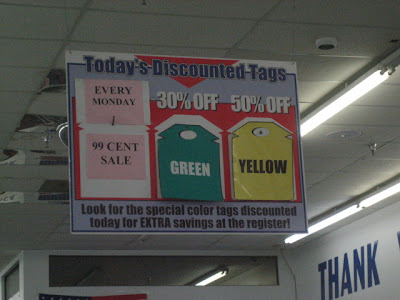 Today's Discounted Tags
EVERY
MONDAY
99 CENT
SALE
30% OFF
GREEN
50% OFF
YELLOW
Look for the special color tags discounted
today for EXTRA savings at the register!
THANK